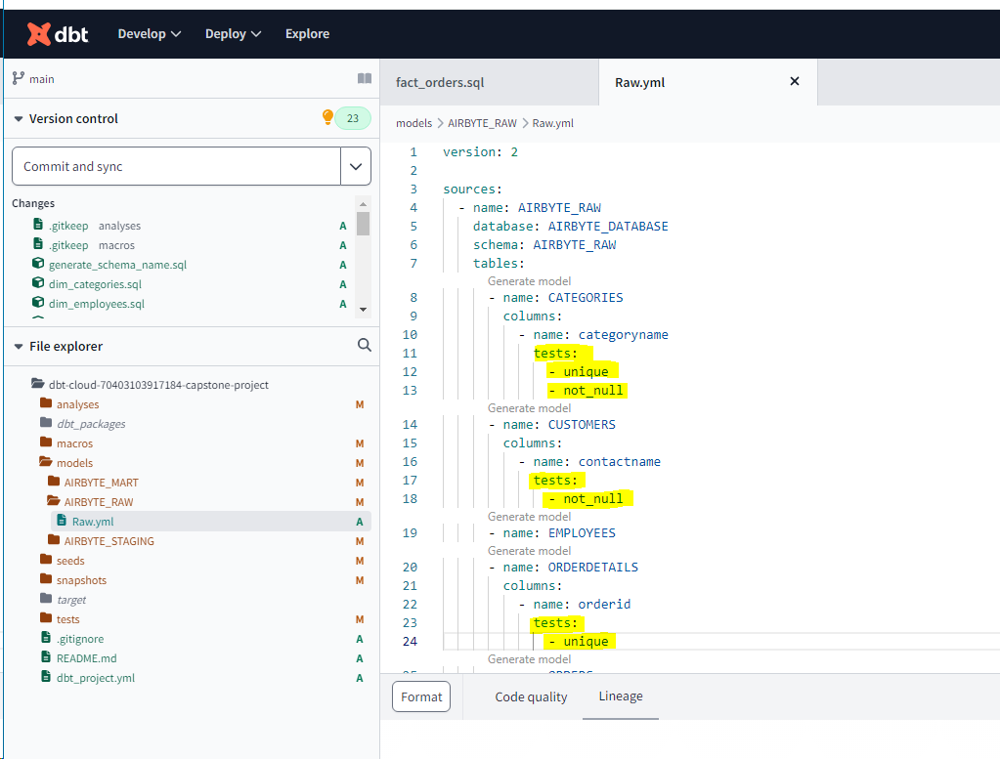 dbt Develop Deploy Explore
main
Version control 23
Commit and sync
Changes
.gitkeep analyses A
.gitkeep macros A
generate_schema_name.sql A
dim_categories.sql A
dim_employees.sql A
File explorer
dbt-cloud-70403103917184-capstone-project
analyses M
dbt_packages
macros M
models M
AIRBYTE_MART M
AIRBYTE_RAW M
Raw.yml A
AIRBYTE_STAGING M
seeds M
snapshots M
target
tests M
.gitignore A
README.md A
dbt_project.yml A
fact_orders.sql Raw.yml ×
models > AIRBYTE_RAW > Raw.yml
1 version: 2
2
3 sources:
4 - name: AIRBYTE_RAW
5 database: AIRBYTE_DATABASE
6 schema: AIRBYTE_RAW
7 tables:
Generate model
8 - name: CATEGORIES
9 columns:
10 - name: categoryname
11 tests:
12 - unique
13 - not_null
Generate model
14 - name: CUSTOMERS
15 columns:
16 - name: contactname
17 tests:
18 - not_null
Generate model
19 - name: EMPLOYEES
Generate model
20 - name: ORDERDETAILS
21 columns:
22 - name: orderid
23 tests:
24 - unique
Generate model
Format Code quality Lineage